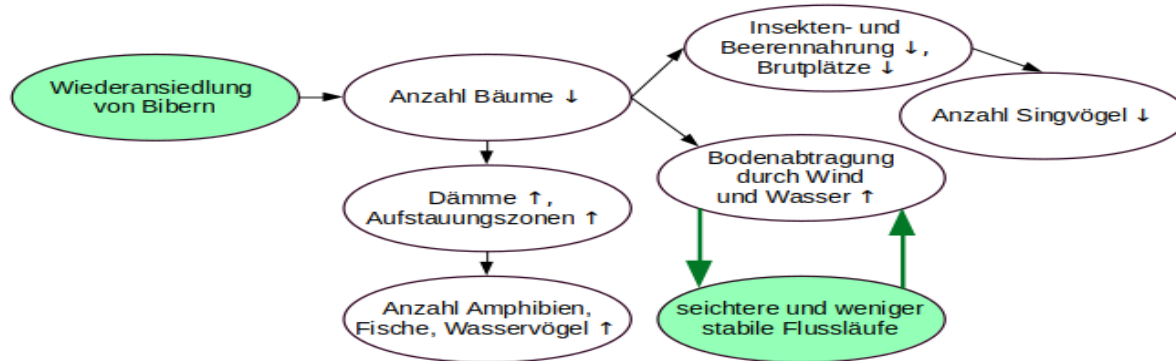 Wiederansiedlung
von Bibern
Anzahl Bäume ↓
Insekten- und
Beerennahrung ↓,
Brutplätze ↓
Anzahl Singvögel ↓
Dämme ↑,
Aufstauungszonen ↑
Bodenabtragung
durch Wind
und Wasser ↑
Anzahl Amphibien,
Fische, Wasservögel ↑
seichtere und weniger
stabile Flussläufe